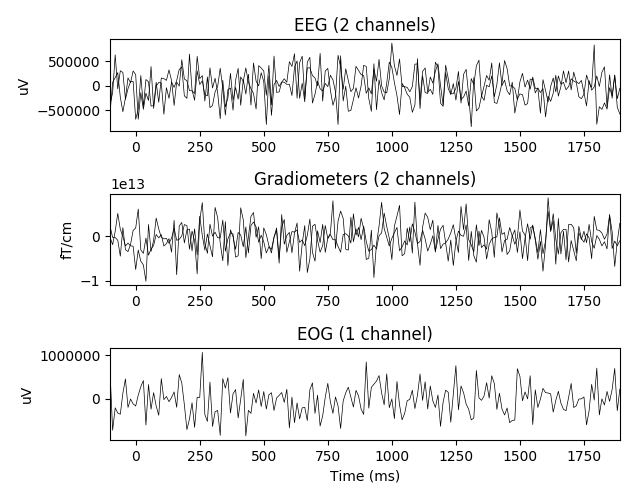 EEG (2 channels)
500000
0
−500000
uV
0 250 500 750 1000 1250 1500 1750
1e13
Gradiometers (2 channels)
0
−1
fT/cm
0 250 500 750 1000 1250 1500 1750
EOG (1 channel)
1000000
0
uV
0 250 500 750 1000 1250 1500 1750
Time (ms)